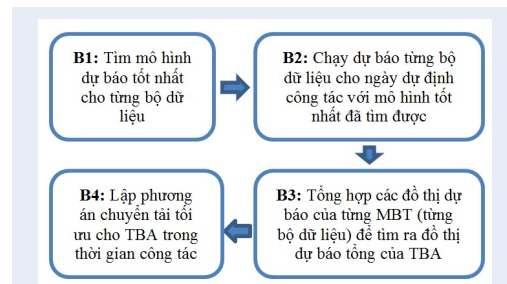 B1: Tìm mô hình
dự báo tốt nhất
cho từng bộ dữ
liệu
B2: Chạy dự báo từng bộ
dữ liệu cho ngày dự định
công tác với mô hình tốt
nhất đã tìm được
B3: Tổng hợp các đồ thị dự
báo của từng MBT (từng
bộ dữ liệu) để tìm ra đồ thị
dự báo tổng của TBA
B4: Lập phương
án chuyển tải tối
ưu cho TBA trong
thời gian công tác